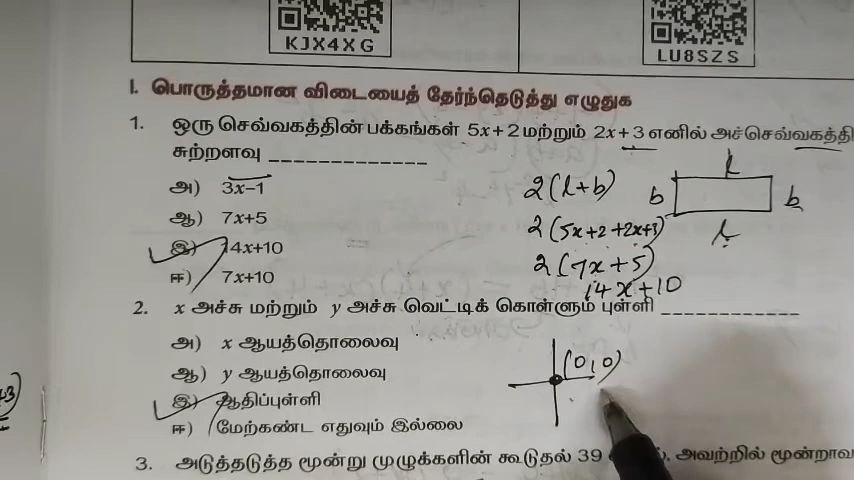 KJX4XG
LU8SZS
I. பொருத்தமான விடையைத் தேர்ந்தெடுத்து எழுதுக
1. ஒரு செவ்வகத்தின் பக்கங்கள் 5x+2 மற்றும் 2x+3 எனில் அச்செவ்வகத்தி
சுற்றளவு ______________
அ) 3x−1
ஆ) 7x+5
இ) 14x+10
ஈ) 7x+10
2(l+b)
2(5x+2+2x+3)
2(7x+5)
14x+10
l
b
b
l
2. x அச்சு மற்றும் y அச்சு வெட்டிக் கொள்ளும் புள்ளி ____________
அ) x ஆயத்தொலைவு
ஆ) y ஆயத்தொலைவு
இ) ஆதிப்புள்ளி
ஈ) மேற்கண்ட எதுவும் இல்லை
(0,0)
3. அடுத்தடுத்த மூன்று முழுக்களின் கூடுதல் 39 அவற்றில் மூன்றாவ